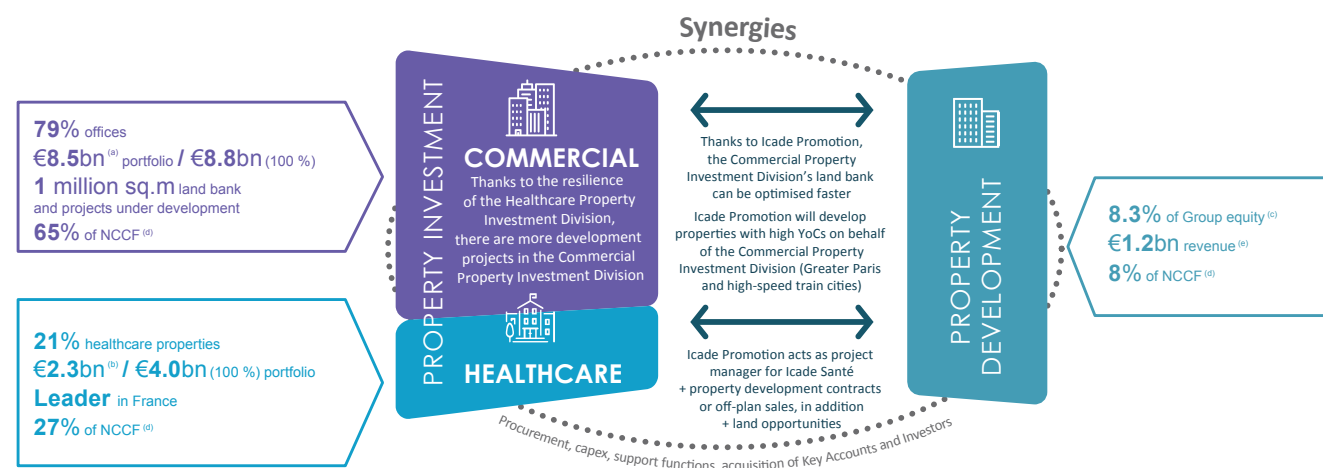 Synergies
79% offices
€8.5bn (a) portfolio / €8.8bn (100 %)
1 million sq.m land bank
and projects under development
65% of NCCF (d)
21% healthcare properties
€2.3bn (b) / €4.0bn (100 %) portfolio
Leader in France
27% of NCCF (d)
PROPERTY INVESTMENT
COMMERCIAL
Thanks to the resilience
of the Healthcare Property
Investment Division,
there are more development
projects in the Commercial
Property Investment Division
HEALTHCARE
Thanks to Icade Promotion,
the Commercial Property
Investment Division's land bank
can be optimised faster
Icade Promotion will develop
properties with high YoCs on behalf
of the Commercial Property
Investment Division (Greater Paris
and high-speed train cities)
Icade Promotion acts as project
manager for Icade Santé
+ property development contracts
or off-plan sales, in addition
+ land opportunities
PROPERTY
DEVELOPMENT
8.3% of Group equity (c)
€1.2bn revenue (e)
8% of NCCF (d)
Procurement, capex, support functions, acquisition of Key Accounts and Investors